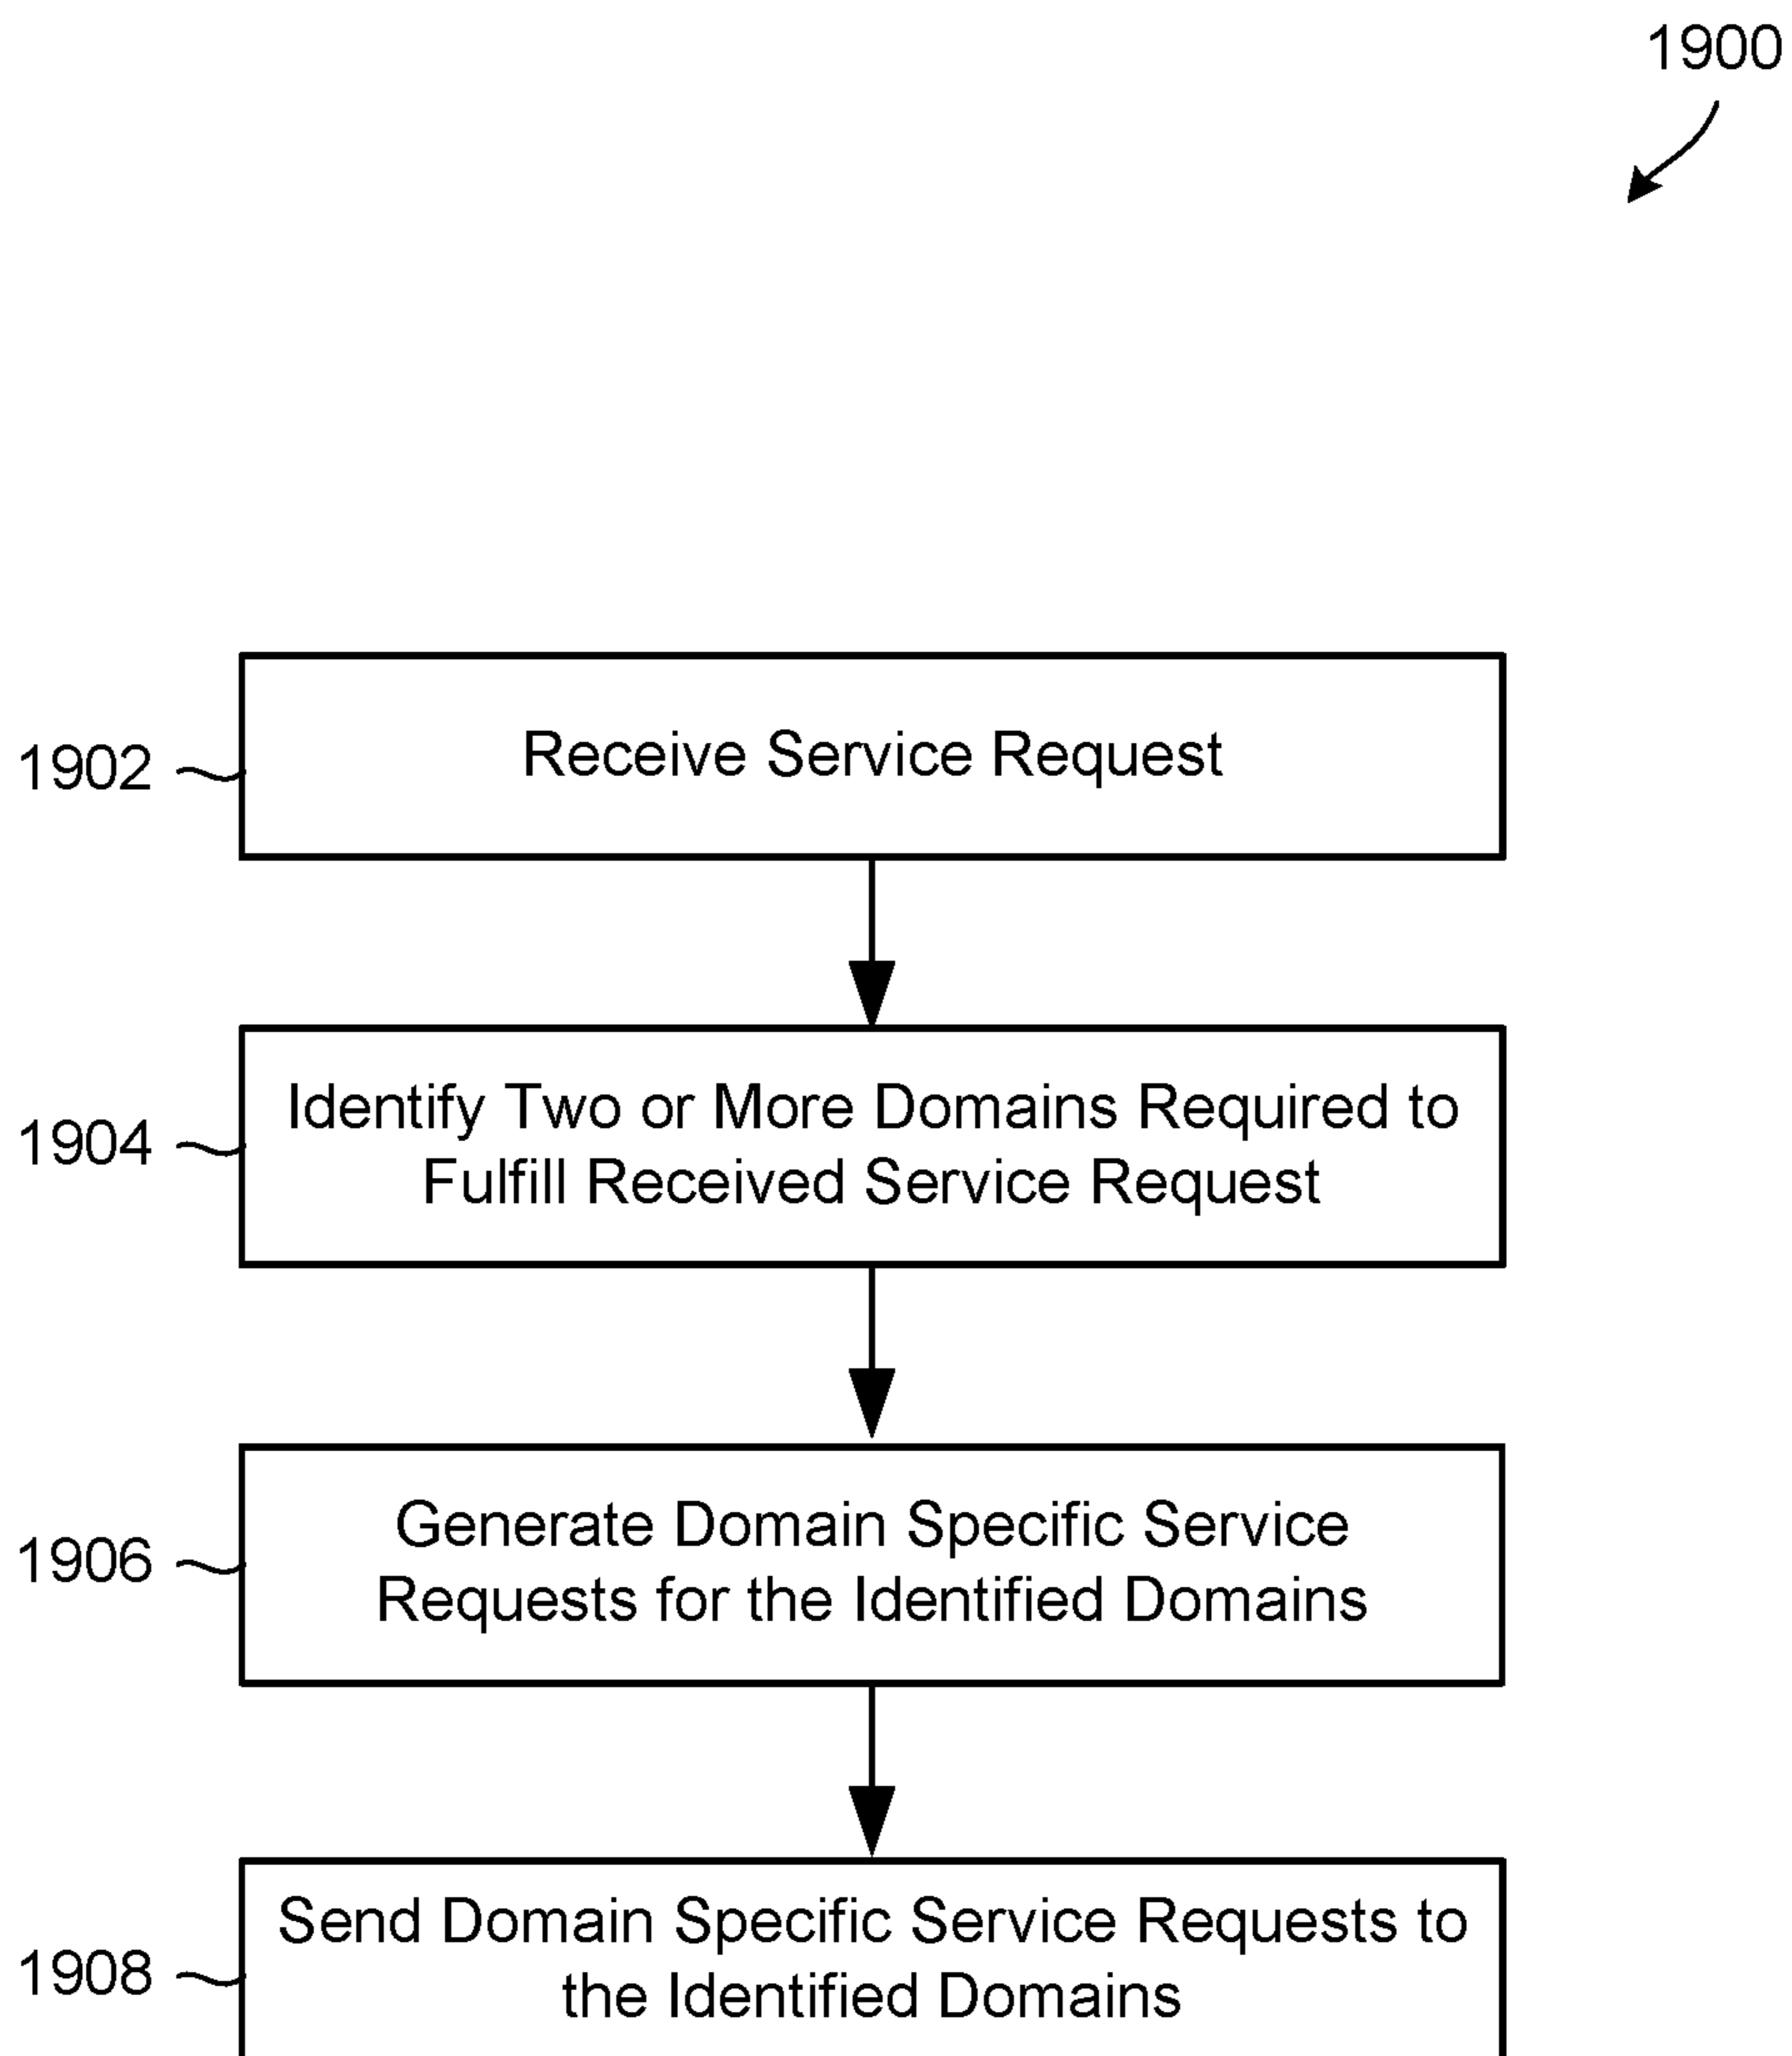 1900
1902
Receive Service Request
1904
Identify Two or More Domains Required to
Fulfill Received Service Request
1906
Generate Domain Specific Service
Requests for the Identified Domains
1908
Send Domain Specific Service Requests to
the Identified Domains